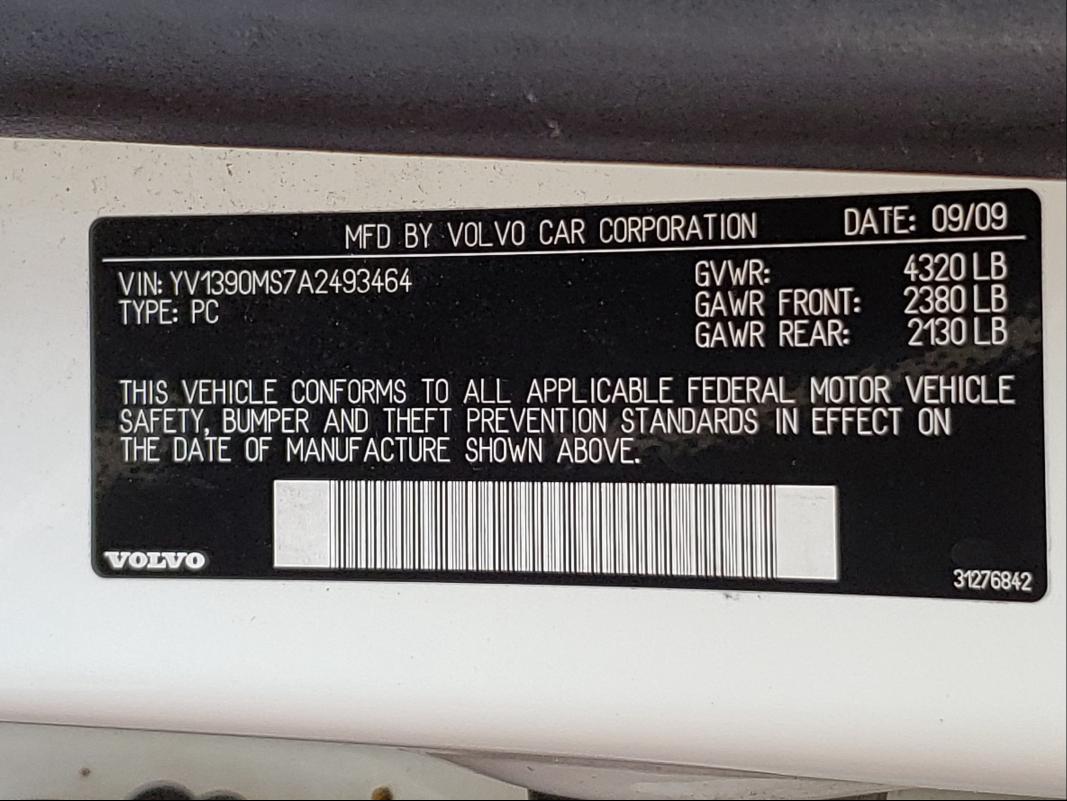 MFD BY VOLVO CAR CORPORATION DATE: 09/09
VIN: YV1390MS7A2493464 GVWR: 4320 LB
TYPE: PC GAWR FRONT: 2380 LB
GAWR REAR: 2130 LB
THIS VEHICLE CONFORMS TO ALL APPLICABLE FEDERAL MOTOR VEHICLE
SAFETY, BUMPER AND THEFT PREVENTION STANDARDS IN EFFECT ON
THE DATE OF MANUFACTURE SHOWN ABOVE.
VOLVO
31276842